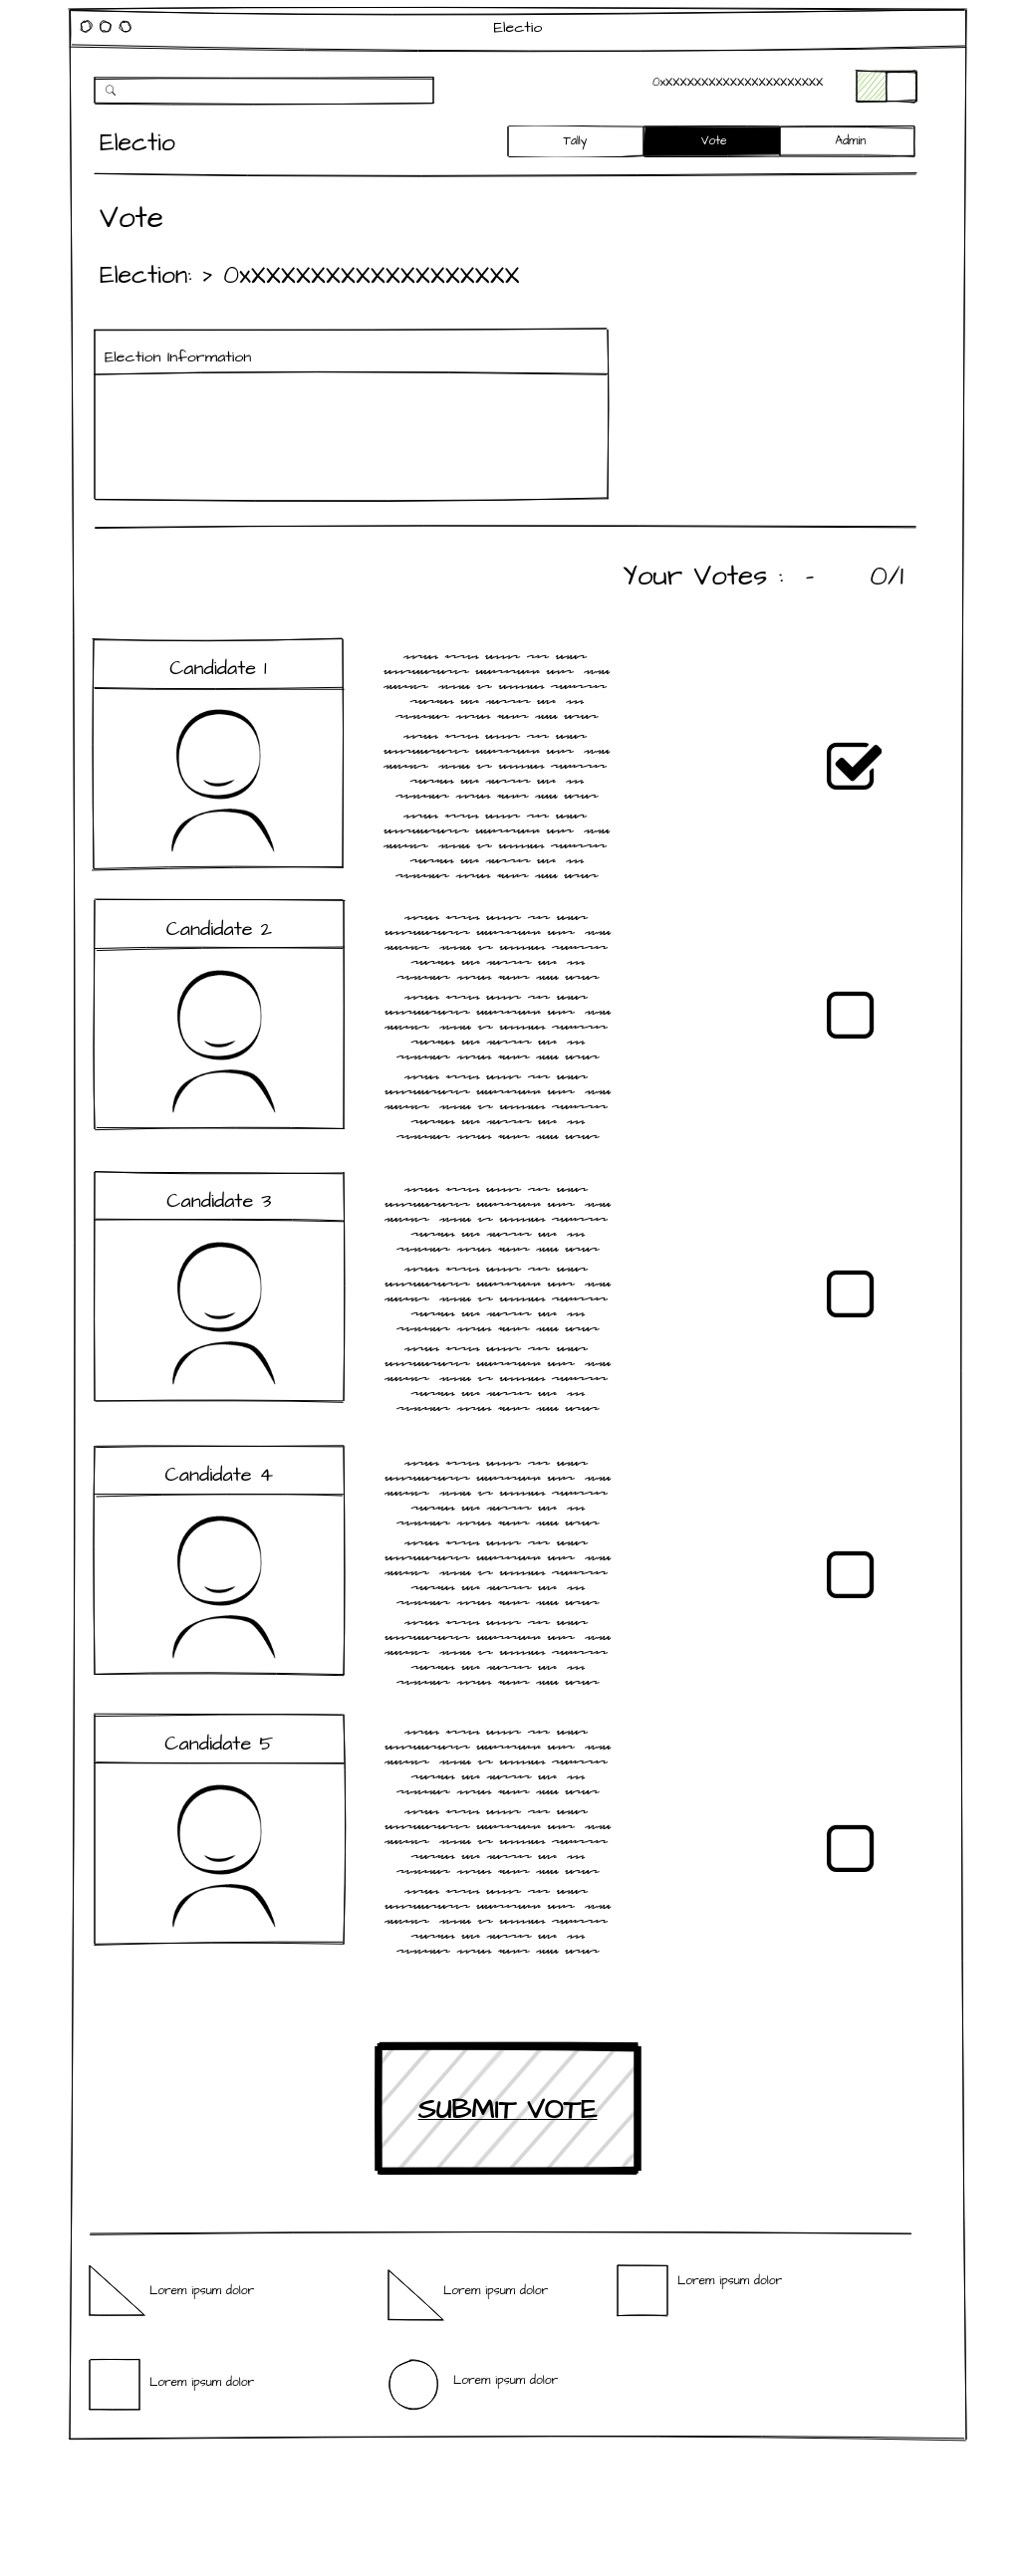 Electio
0xXXXXXXXXXXXXXXXXXXXXXX
Electio
Tally Vote Admin
Vote
Election: > 0xXXXXXXXXXXXXXXXXXX
Election Information
Your Votes : - 0/1
Candidate 1
Candidate 2
Candidate 3
Candidate 4
Candidate 5
SUBMIT VOTE
Lorem ipsum dolor
Lorem ipsum dolor
Lorem ipsum dolor
Lorem ipsum dolor
Lorem ipsum dolor